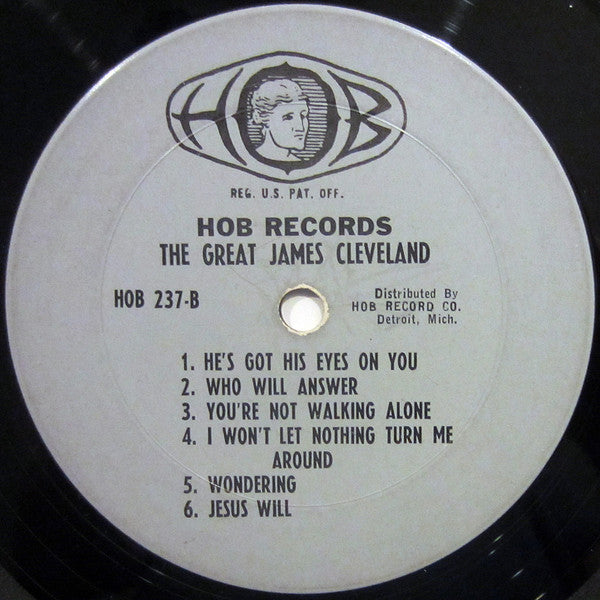 HOB
REG. U.S. PAT. OFF.
HOB RECORDS
THE GREAT JAMES CLEVELAND
HOB 237-B
Distributed By
HOB RECORD CO.
Detroit, Mich.
1. HE'S GOT HIS EYES ON YOU
2. WHO WILL ANSWER
3. YOU'RE NOT WALKING ALONE
4. I WON'T LET NOTHING TURN ME
AROUND
5. WONDERING
6. JESUS WILL